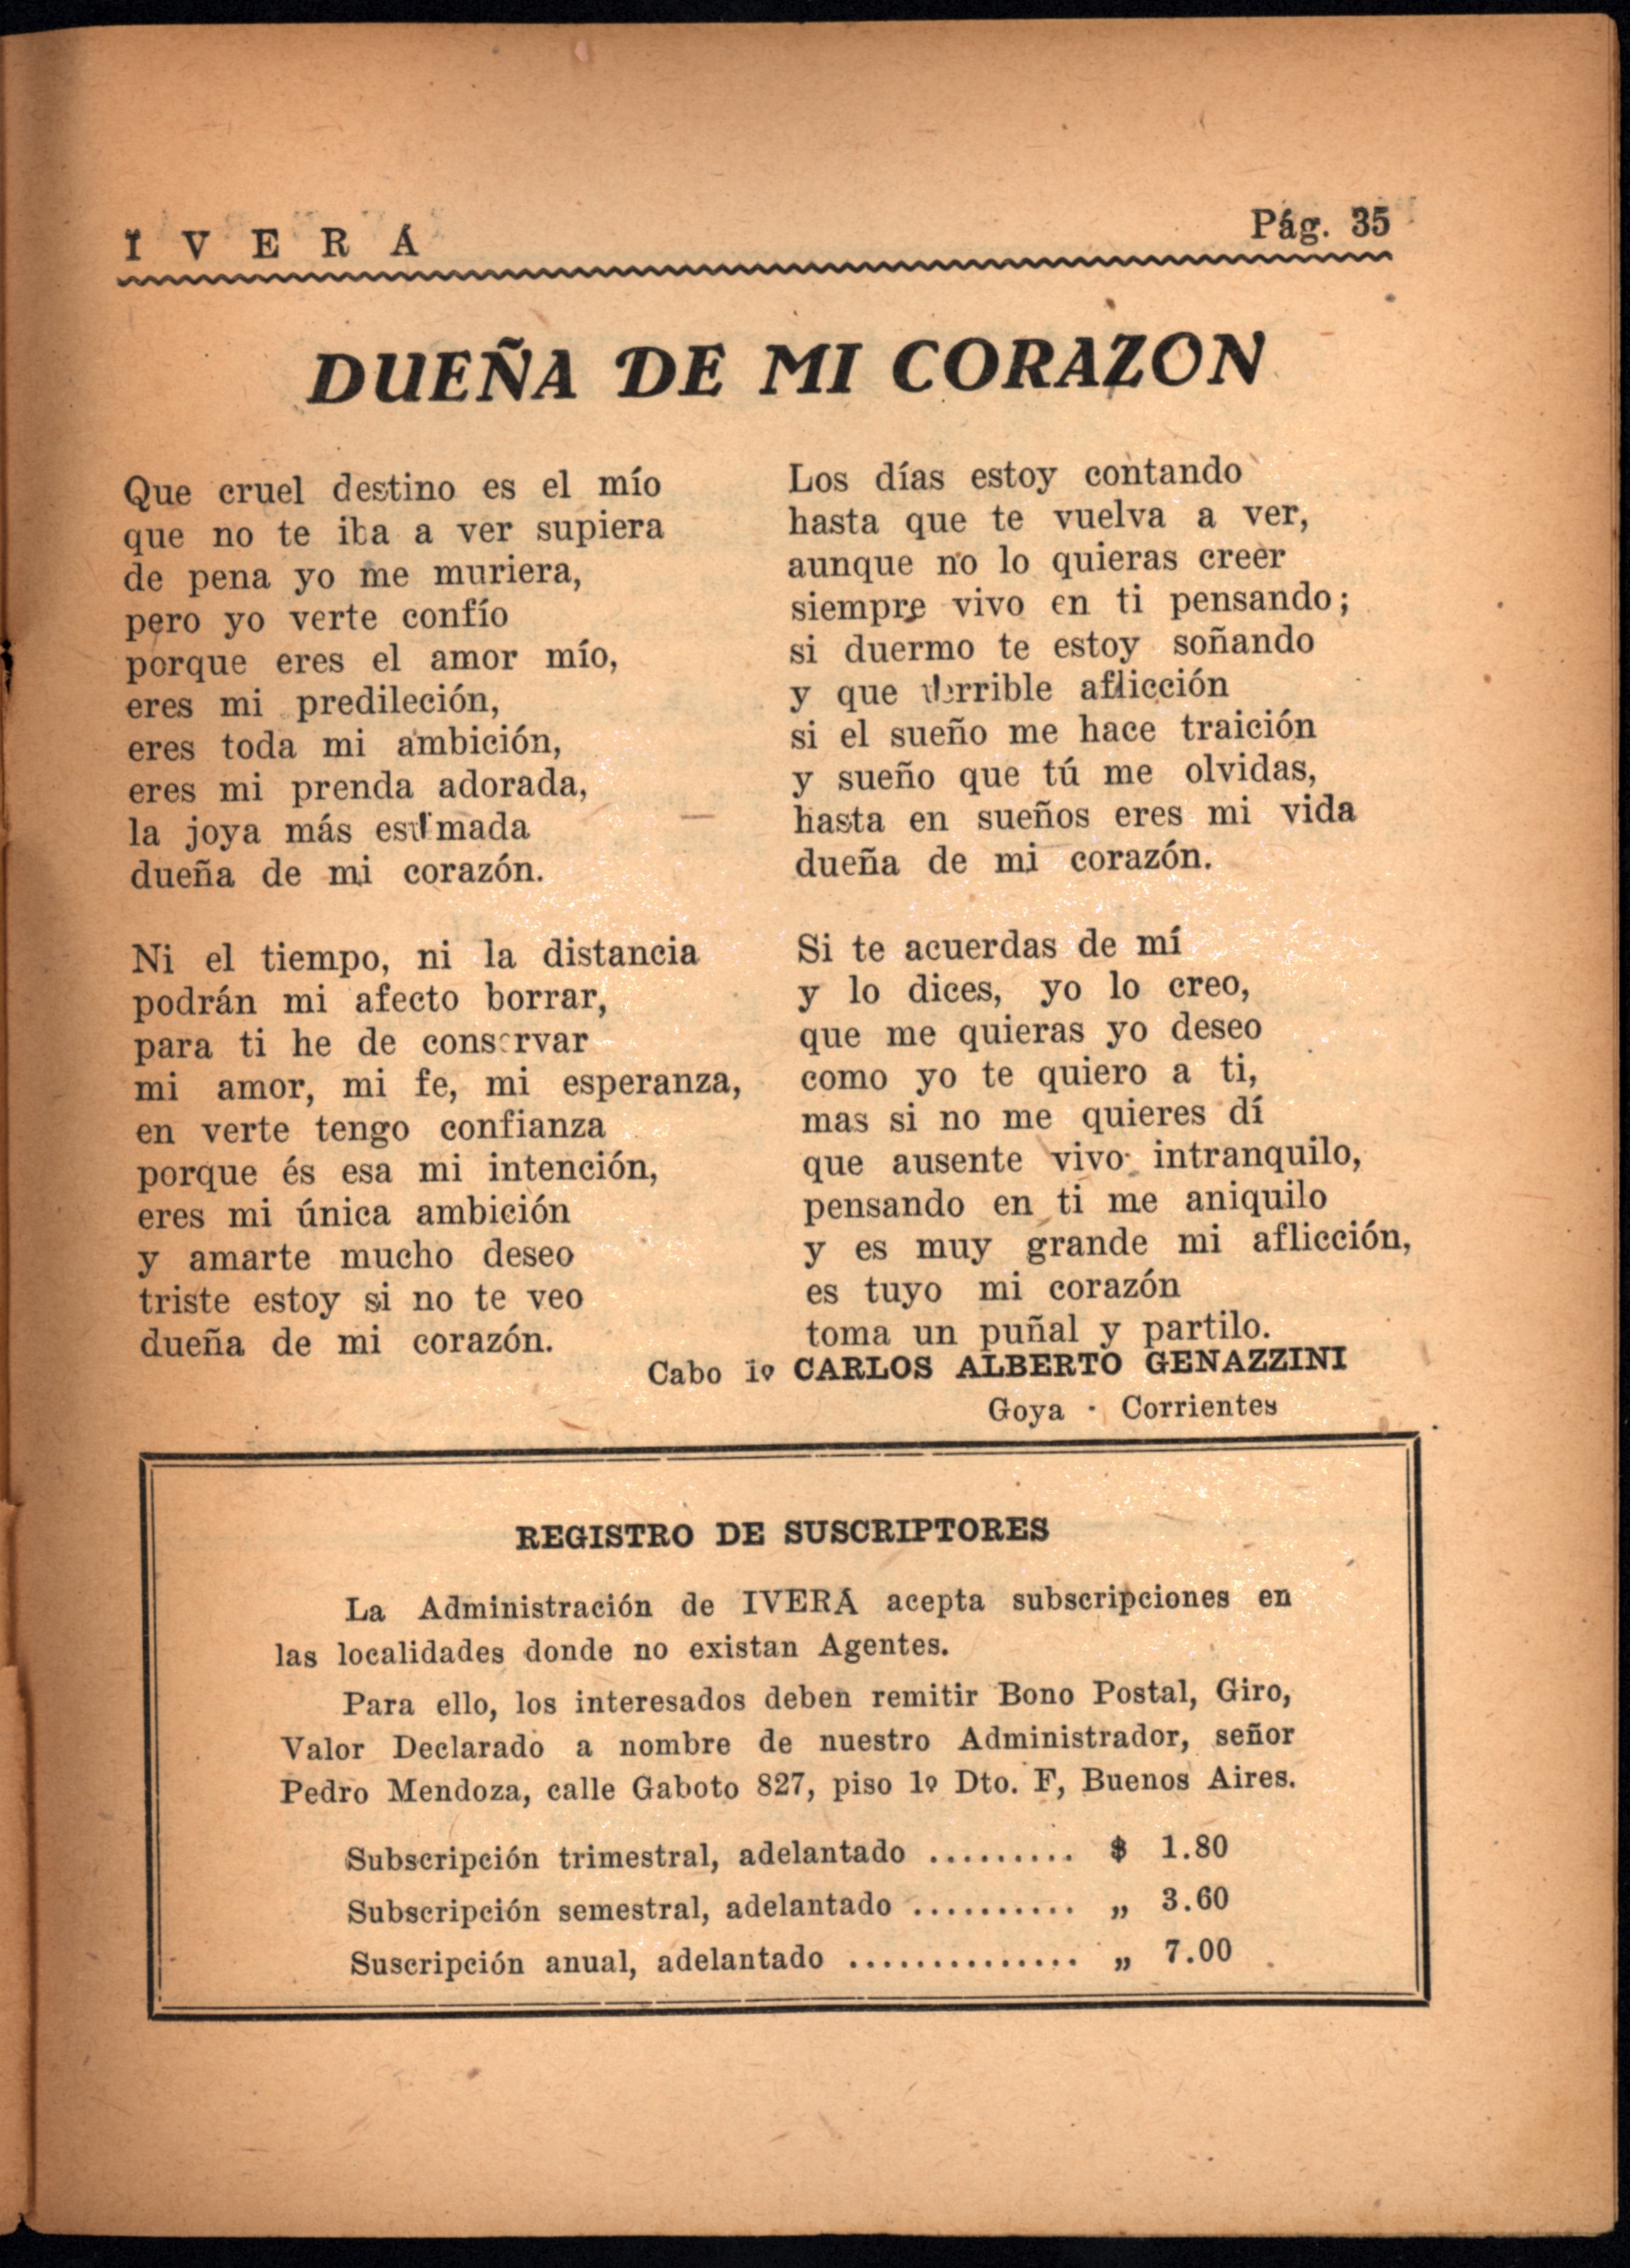 IVERÁ
Pág. 35
DUEÑA DE MI CORAZON
Que cruel destino es el mío
que no te iba a ver supiera
de pena yo me muriera,
pero yo verte confío
porque eres el amor mío,
eres mi predileción,
eres toda mi ambición,
eres mi prenda adorada,
la joya más estimada
dueña de mi corazón.
Ni el tiempo, ni la distancia
podrán mi afecto borrar,
para ti he de conservar
mi amor, mi fe, mi esperanza,
en verte tengo confianza
porque és esa mi intención,
eres mi única ambición
y amarte mucho deseo
triste estoy si no te veo
dueña de mi corazón.
Los días estoy contando
hasta que te vuelva a ver,
aunque no lo quieras creer
siempre vivo en ti pensando;
si duermo te estoy soñando
y que terrible aflicción
si el sueño me hace traición
y sueño que tú me olvidas,
hasta en sueños eres mi vida
dueña de mi corazón.
Si te acuerdas de mí
y lo dices, yo lo creo,
que me quieras yo deseo
como yo te quiero a ti,
mas si no me quieres dí
que ausente vivo intranquilo,
pensando en ti me aniquilo
y es muy grande mi aflicción,
es tuyo mi corazón
toma un puñal y partilo.
Cabo 1º CARLOS ALBERTO GENAZZINI
Goya - Corrientes
REGISTRO DE SUSCRIPTORES
La Administración de IVERÁ acepta subscripciones en
las localidades donde no existan Agentes.
Para ello, los interesados deben remitir Bono Postal, Giro,
Valor Declarado a nombre de nuestro Administrador, señor
Pedro Mendoza, calle Gaboto 827, piso 1º Dto. F, Buenos Aires.
Subscripción trimestral, adelantado ......... $ 1.80
Subscripción semestral, adelantado .......... „ 3.60
Suscripción anual, adelantado .............. „ 7.00